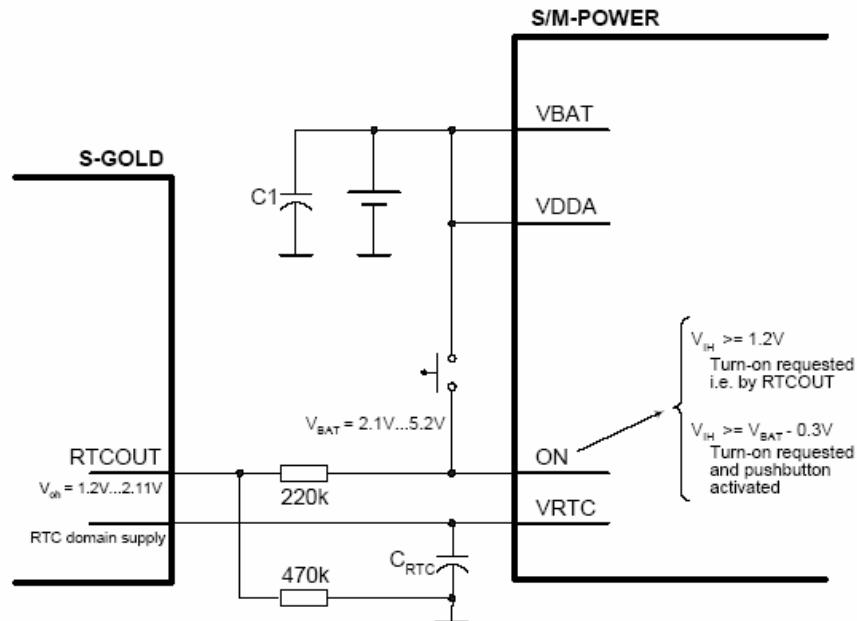 S/M-POWER
VBAT
S-GOLD
C1
VDDA
V_IH >= 1.2V
Turn-on requested
i.e. by RTCOUT
V_BAT = 2.1V...5.2V
V_IH >= V_BAT - 0.3V
Turn-on requested
and pushbutton
activated
RTCOUT
ON
V_oh = 1.2V...2.11V
220k
VRTC
RTC domain supply
C_RTC
470k